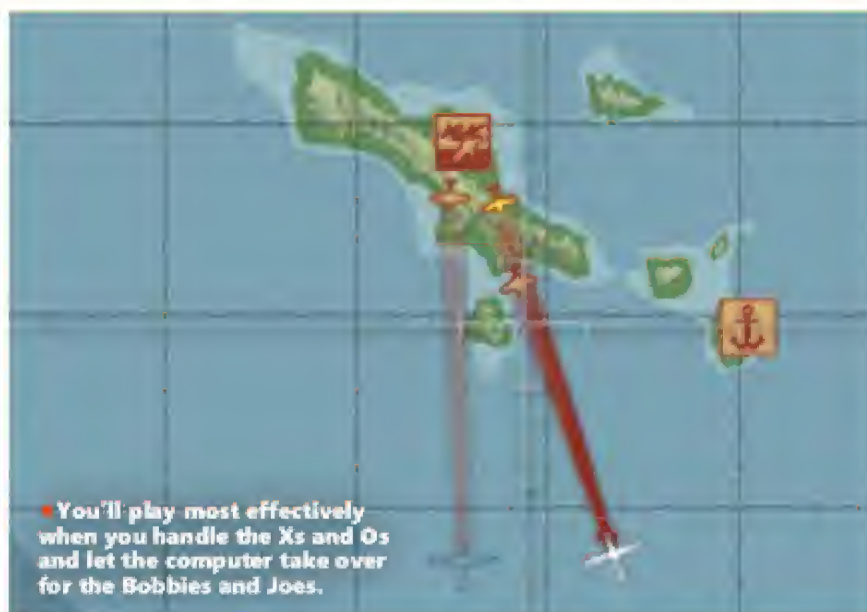 You'll play most effectively
when you handle the Xs and Os
and let the computer take over
for the Bobbies and Joes.